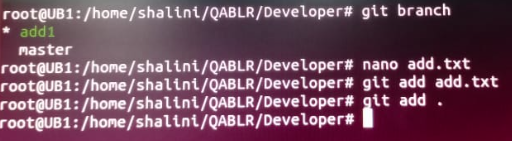 root@UB1:/home/shalini/QABLR/Developer# git branch
* add1
  master
root@UB1:/home/shalini/QABLR/Developer# nano add.txt
root@UB1:/home/shalini/QABLR/Developer# git add add.txt
root@UB1:/home/shalini/QABLR/Developer# git add .
root@UB1:/home/shalini/QABLR/Developer#